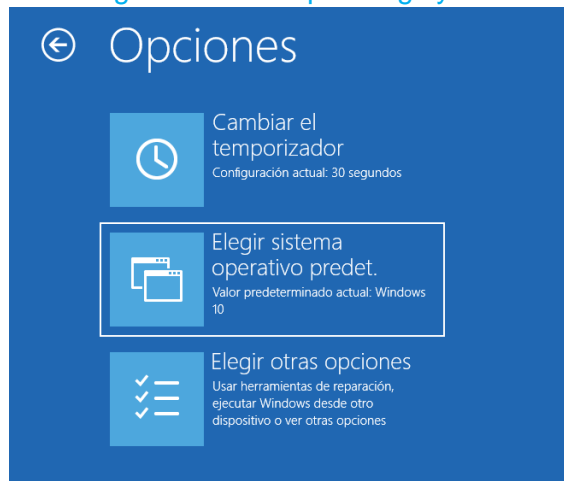 Opciones
Cambiar el
temporizador
Configuración actual: 30 segundos
Elegir sistema
operativo predet.
Valor predeterminado actual: Windows
10
Elegir otras opciones
Usar herramientas de reparación,
ejecutar Windows desde otro
dispositivo o ver otras opciones